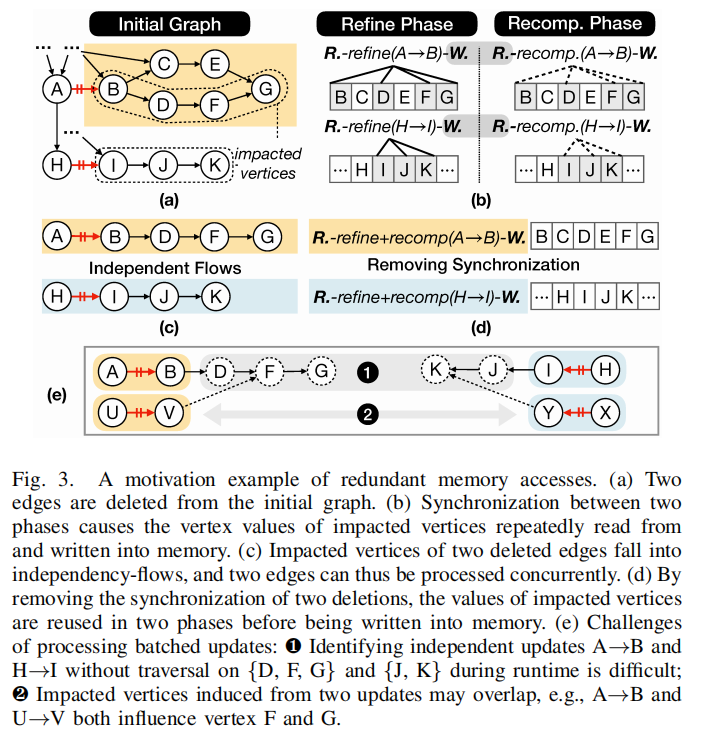 Initial Graph
Refine Phase
Recomp. Phase
...
...
C
E
A
B
G
D
F
...
H
I
J
K
impacted
vertices
(a)
R.-refine(A→B)-W.
R.-recomp.(A→B)-W.
B C D E F G
B C D E F G
R.-refine(H→I)-W.
R.-recomp.(H→I)-W.
... H I J K ...
... H I J K ...
(b)
A B D F G
Independent Flows
H I J K
(c)
R.-refine+recomp(A→B)-W.
B C D E F G
Removing Synchronization
R.-refine+recomp(H→I)-W.
... H I J K ...
(d)
(e)
A B D F G ❶ K J I H
U V ❷ Y X
Fig. 3. A motivation example of redundant memory accesses. (a) Two
edges are deleted from the initial graph. (b) Synchronization between two
phases causes the vertex values of impacted vertices repeatedly read from
and written into memory. (c) Impacted vertices of two deleted edges fall into
independency-flows, and two edges can thus be processed concurrently. (d) By
removing the synchronization of two deletions, the values of impacted vertices
are reused in two phases before being written into memory. (e) Challenges
of processing batched updates: ❶ Identifying independent updates A→B and
H→I without traversal on {D, F, G} and {J, K} during runtime is difficult;
❷ Impacted vertices induced from two updates may overlap, e.g., A→B and
U→V both influence vertex F and G.